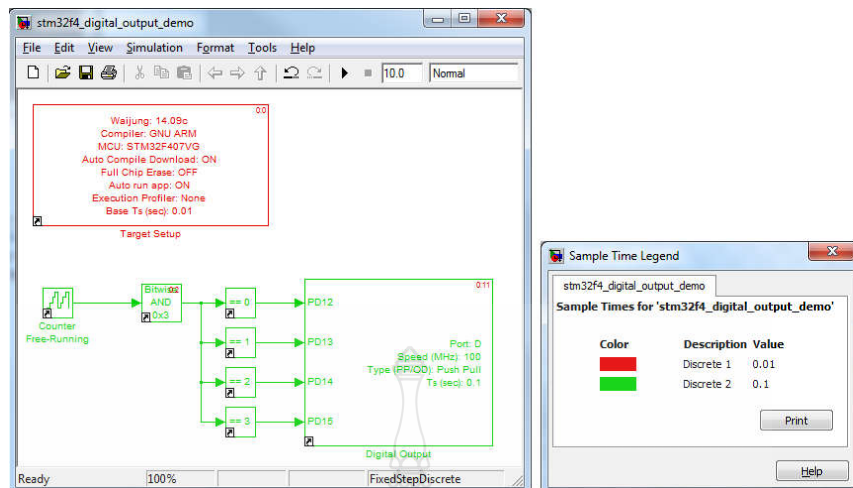 stm32f4_digital_output_demo
File Edit View Simulation Format Tools Help
10.0 Normal
0:0
Waijung: 14.09c
Compiler: GNU ARM
MCU: STM32F407VG
Auto Compile Download: ON
Full Chip Erase: OFF
Auto run app: ON
Execution Profiler: None
Base Ts (sec): 0.01
Target Setup
Counter
Free-Running
Bitwise
AND
0x3
0:2
== 0
== 1
== 2
== 3
0:11
PD12
PD13
PD14
PD15
Port: D
Speed (MHz): 100
Type (PP/OD): Push Pull
Ts (sec): 0.1
Digital Output
Ready 100% FixedStepDiscrete
Sample Time Legend
stm32f4_digital_output_demo
Sample Times for 'stm32f4_digital_output_demo'
Color Description Value
Discrete 1 0.01
Discrete 2 0.1
Print
Help